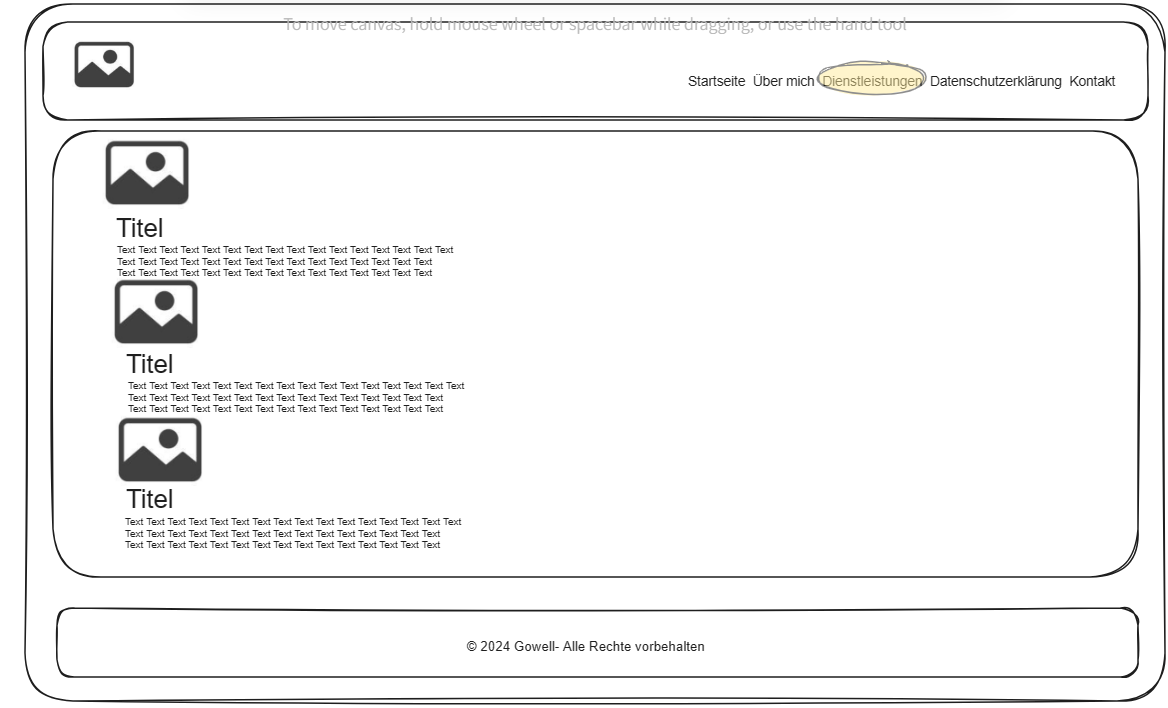 To move canvas, hold mouse wheel or spacebar while dragging, or use the hand tool
Startseite Über mich Dienstleistungen Datenschutzerklärung Kontakt
Titel
Text Text Text Text Text Text Text Text Text Text Text Text Text Text Text Text
Text Text Text Text Text Text Text Text Text Text Text Text Text Text Text
Text Text Text Text Text Text Text Text Text Text Text Text Text Text Text
Titel
Text Text Text Text Text Text Text Text Text Text Text Text Text Text Text Text
Text Text Text Text Text Text Text Text Text Text Text Text Text Text Text
Text Text Text Text Text Text Text Text Text Text Text Text Text Text Text
Titel
Text Text Text Text Text Text Text Text Text Text Text Text Text Text Text Text
Text Text Text Text Text Text Text Text Text Text Text Text Text Text Text
Text Text Text Text Text Text Text Text Text Text Text Text Text Text Text
© 2024 Gowell- Alle Rechte vorbehalten